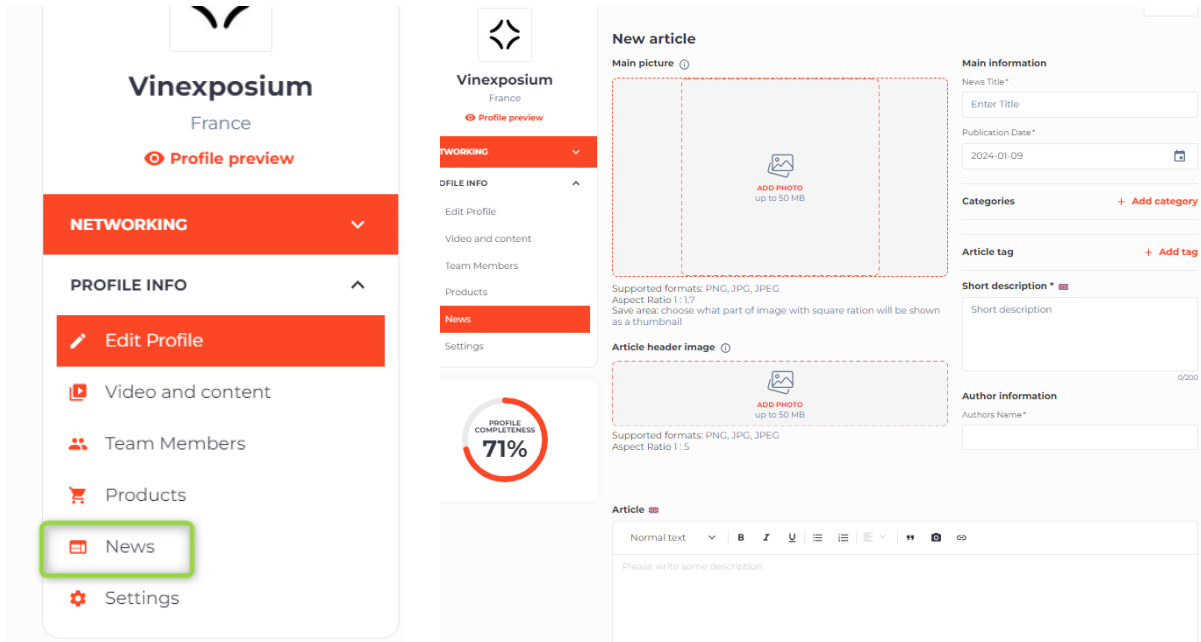 Vinexposium
France
Profile preview
NETWORKING
PROFILE INFO
Edit Profile
Video and content
Team Members
Products
News
Settings
Vinexposium
France
Profile preview
TWORKING
OFILE INFO
Edit Profile
Video and content
Team Members
Products
News
Settings
PROFILE
COMPLETENESS
71%
New article
Main picture
ADD PHOTO
up to 50 MB
Supported formats: PNG, JPG, JPEG
Aspect Ratio 1 : 1.7
Save area: choose what part of image with square ration will be shown
as a thumbnail
Article header image
ADD PHOTO
up to 50 MB
Supported formats: PNG, JPG, JPEG
Aspect Ratio 1 : 5
Main information
News Title*
Enter Title
Publication Date*
2024-01-09
Categories + Add category
Article tag + Add tag
Short description *
Short description
0/200
Author information
Authors Name*
Article
Normal text B I U
Please write some description